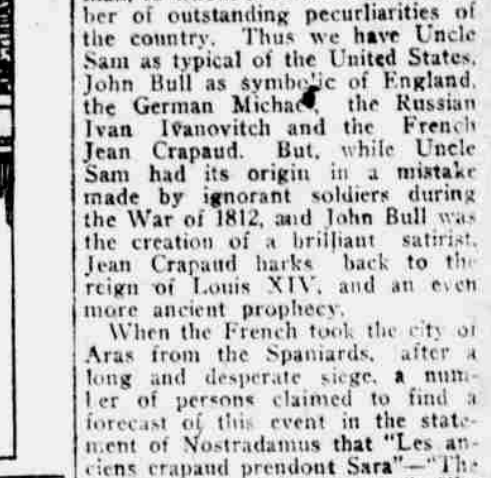 ber of outstanding pecurliarities of
the country. Thus we have Uncle
Sam as typical of the United States,
John Bull as symbolic of England,
the German Michael, the Russian
Ivan Ivanovitch and the French
Jean Crapaud. But, while Uncle
Sam had its origin in a mistake
made by ignorant soldiers during
the War of 1812, and John Bull was
the creation of a brilliant satirist,
Jean Crapaud harks back to the
reign of Louis XIV, and an even
more ancient prophecy.
When the French took the city of
Aras from the Spaniards, after a
long and desperate siege, a num-
ber of persons claimed to find a
forecast of this event in the state-
ment of Nostradamus that "Les an-
ciens crapaud prendont Sara"—"The